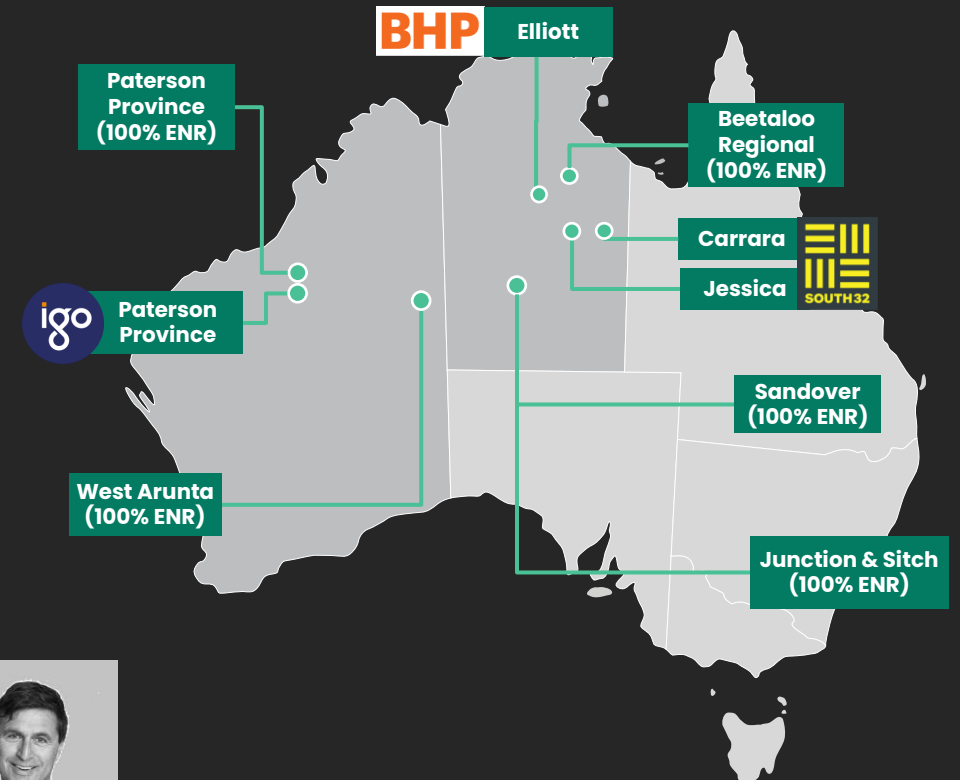 BHP
Elliott
Paterson
Province
(100% ENR)
Beetaloo
Regional
(100% ENR)
Carrara
Jessica
SOUTH32
igo
Paterson
Province
Sandover
(100% ENR)
West Arunta
(100% ENR)
Junction & Sitch
(100% ENR)